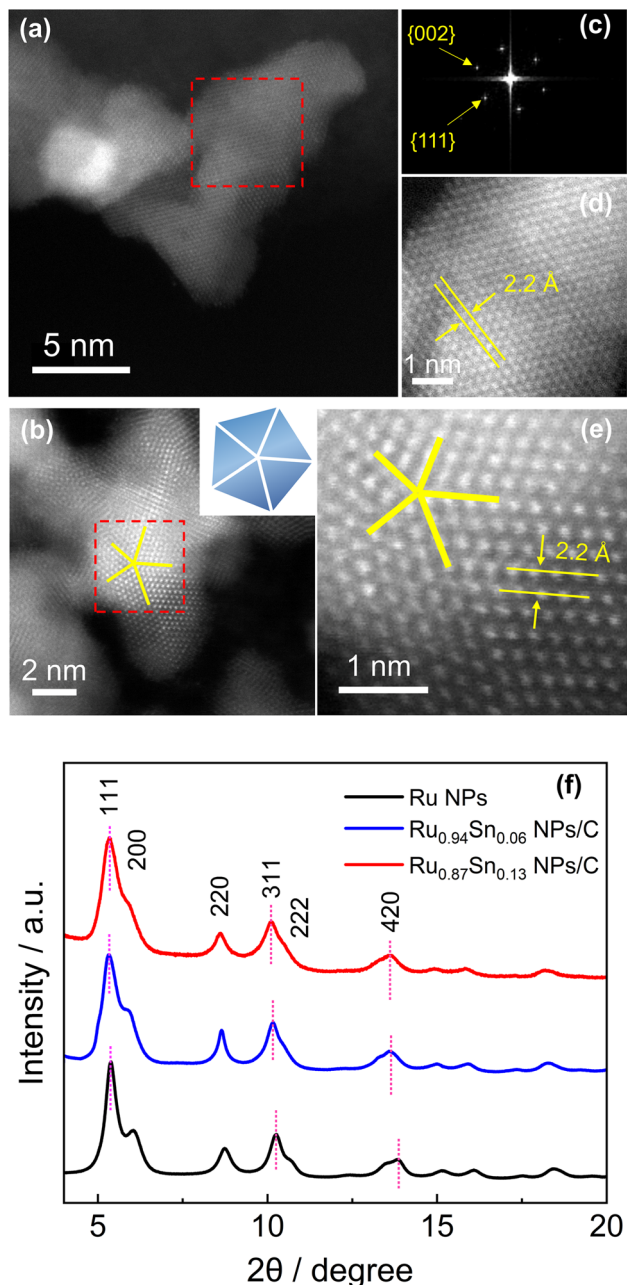 (a)
5 nm
(c)
{002}
{111}
(d)
2.2 Å
1 nm
(b)
2 nm
(e)
2.2 Å
1 nm
(f)
111
200
220
311
222
420
Ru NPs
Ru0.94Sn0.06 NPs/C
Ru0.87Sn0.13 NPs/C
Intensity / a.u.
5
10
15
20
2θ / degree